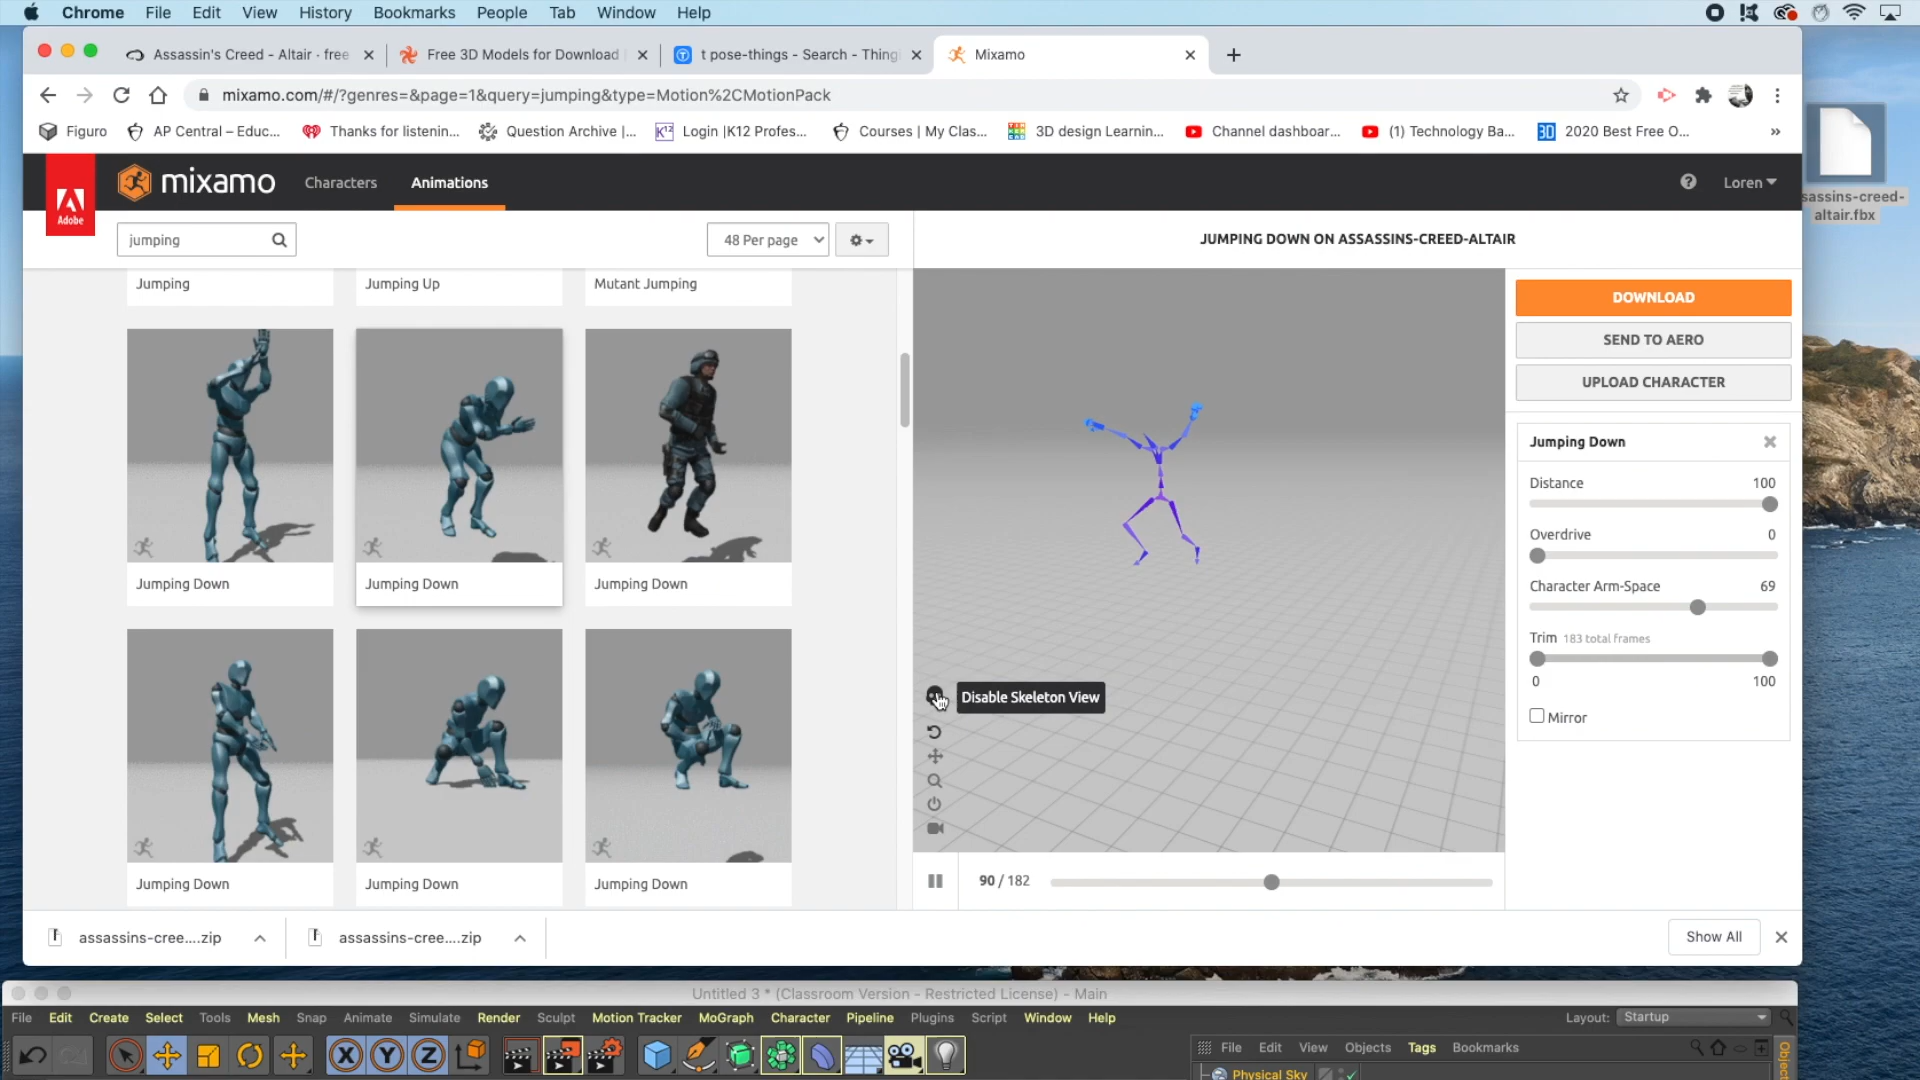 Chrome File Edit View History Bookmarks People Tab Window Help
Assassin's Creed - Altair · free
Free 3D Models for Download
t pose-things - Search - Thing
Mixamo
mixamo.com/#/?genres=&page=1&query=jumping&type=Motion%2CMotionPack
Figuro AP Central – Educ... Thanks for listenin... Question Archive |... Login |K12 Profes... Courses | My Clas... 3D design Learnin... Channel dashboar... (1) Technology Ba... 2020 Best Free O... »
Adobe
mixamo Characters Animations Loren
jumping
48 Per page
JUMPING DOWN ON ASSASSINS-CREED-ALTAIR
sassins-creed-
altair.fbx
Jumping Jumping Up Mutant Jumping
Jumping Down Jumping Down Jumping Down
Jumping Down Jumping Down Jumping Down
DOWNLOAD
SEND TO AERO
UPLOAD CHARACTER
Jumping Down
Distance 100
Overdrive 0
Character Arm-Space 69
Trim 183 total frames
0 100
Mirror
Disable Skeleton View
90 / 182
assassins-cree....zip assassins-cree....zip Show All
Untitled 3 * (Classroom Version - Restricted License) - Main
File Edit Create Select Tools Mesh Snap Animate Simulate Render Sculpt Motion Tracker MoGraph Character Pipeline Plugins Script Window Help
Layout: Startup
X Y Z
File Edit View Objects Tags Bookmarks
Physical Sky
Objec